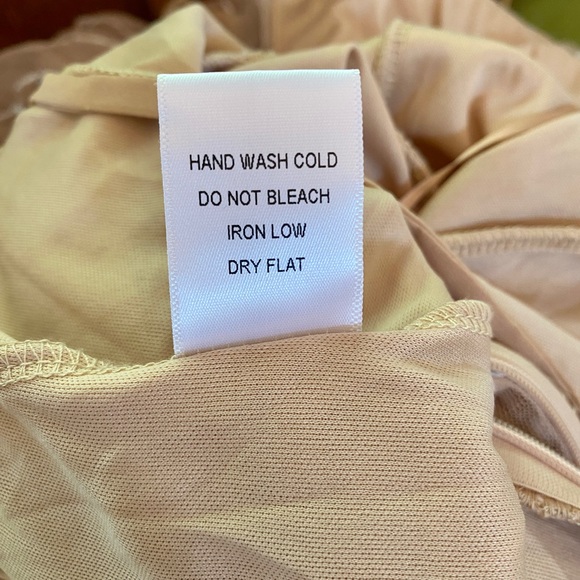 HAND WASH COLD
DO NOT BLEACH
IRON LOW
DRY FLAT